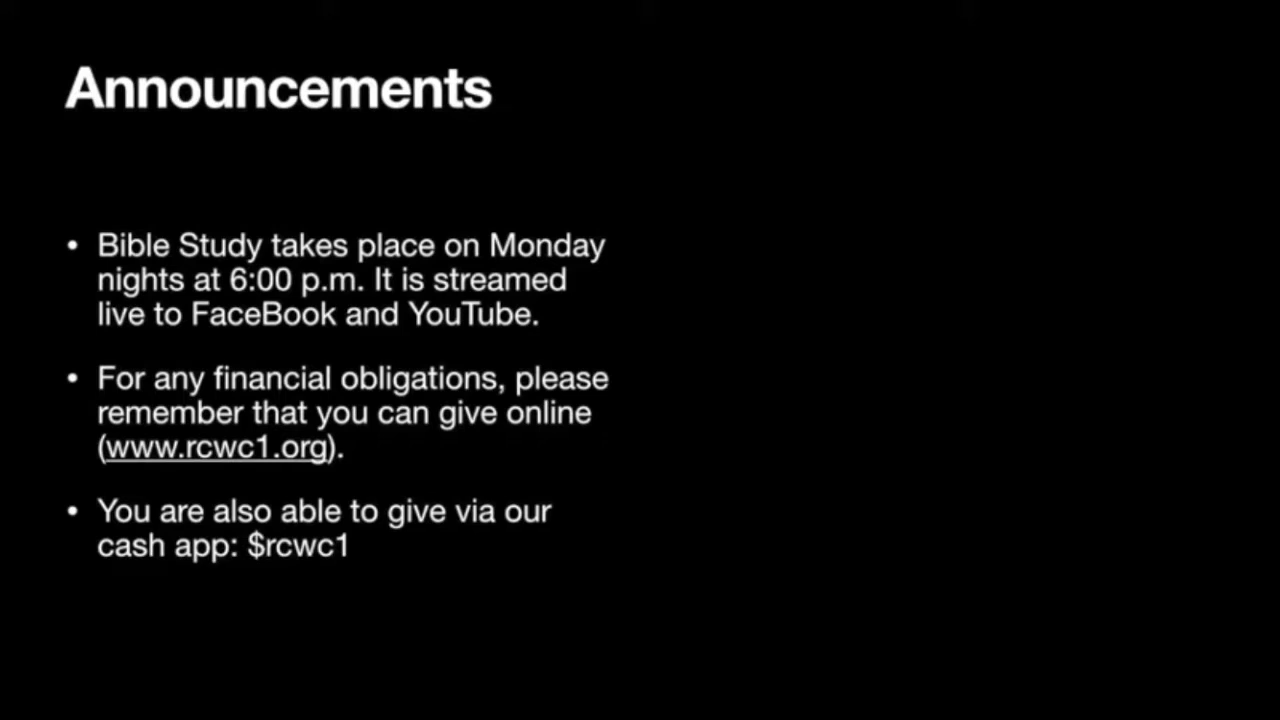 Announcements
• Bible Study takes place on Monday
nights at 6:00 p.m. It is streamed
live to FaceBook and YouTube.
• For any financial obligations, please
remember that you can give online
(www.rcwc1.org).
• You are also able to give via our
cash app: $rcwc1